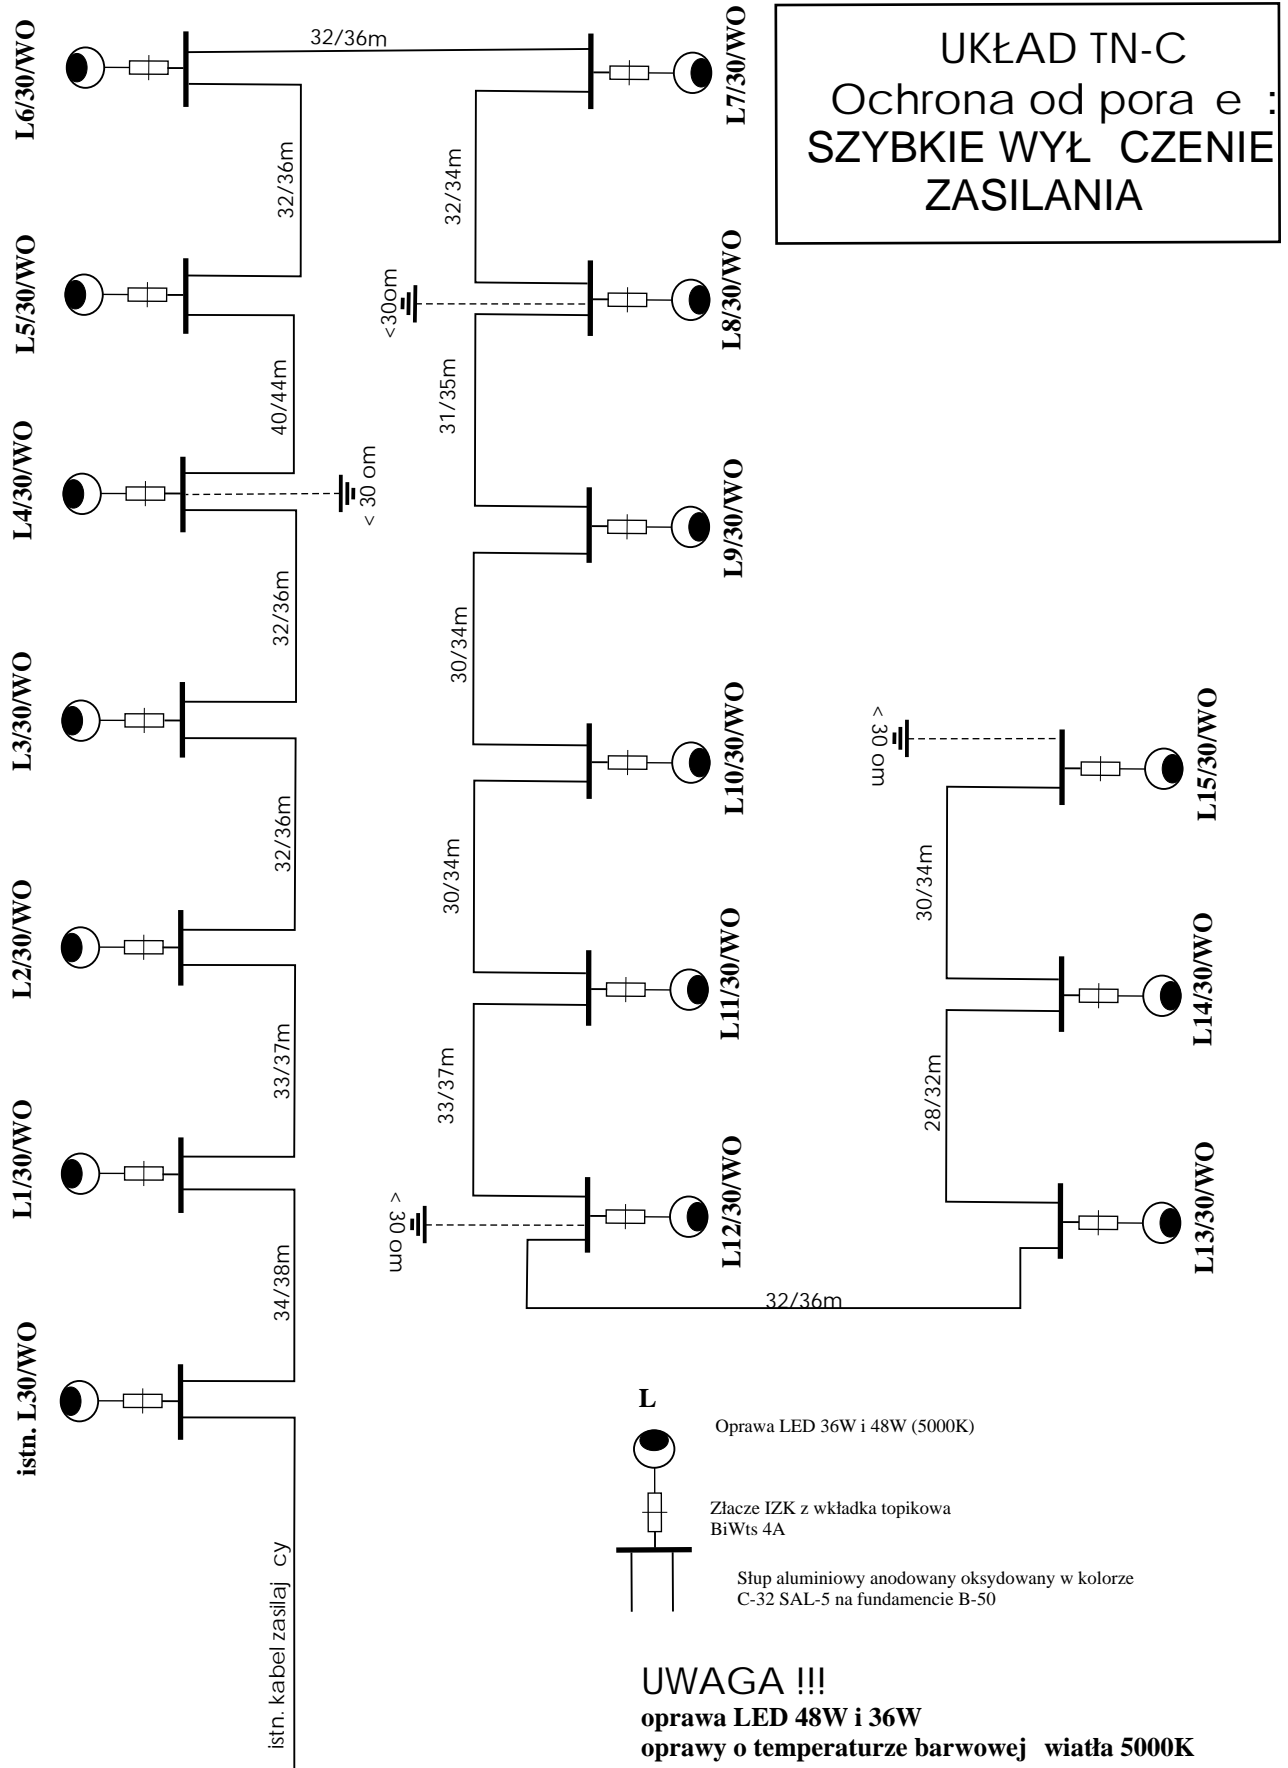 UKŁAD TN-C
Ochrona od pora e :
SZYBKIE WYŁ CZENIE
ZASILANIA
L6/30/WO
32/36m
L7/30/WO
32/36m
32/34m
L5/30/WO
<30om
L8/30/WO
40/44m
31/35m
L4/30/WO
< 30 om
L9/30/WO
32/36m
30/34m
L3/30/WO
L10/30/WO
< 30 om
L15/30/WO
32/36m
30/34m
30/34m
L2/30/WO
L11/30/WO
L14/30/WO
33/37m
33/37m
28/32m
L1/30/WO
< 30 om
L12/30/WO
L13/30/WO
34/38m
32/36m
istn. L30/WO
istn. kabel zasilaj cy
L
Oprawa LED 36W i 48W (5000K)
Złacze IZK z wkładka topikowa
BiWts 4A
Słup aluminiowy anodowany oksydowany w kolorze
C-32 SAL-5 na fundamencie B-50
UWAGA !!!
oprawa LED 48W i 36W
oprawy o temperaturze barwowej wiatła 5000K